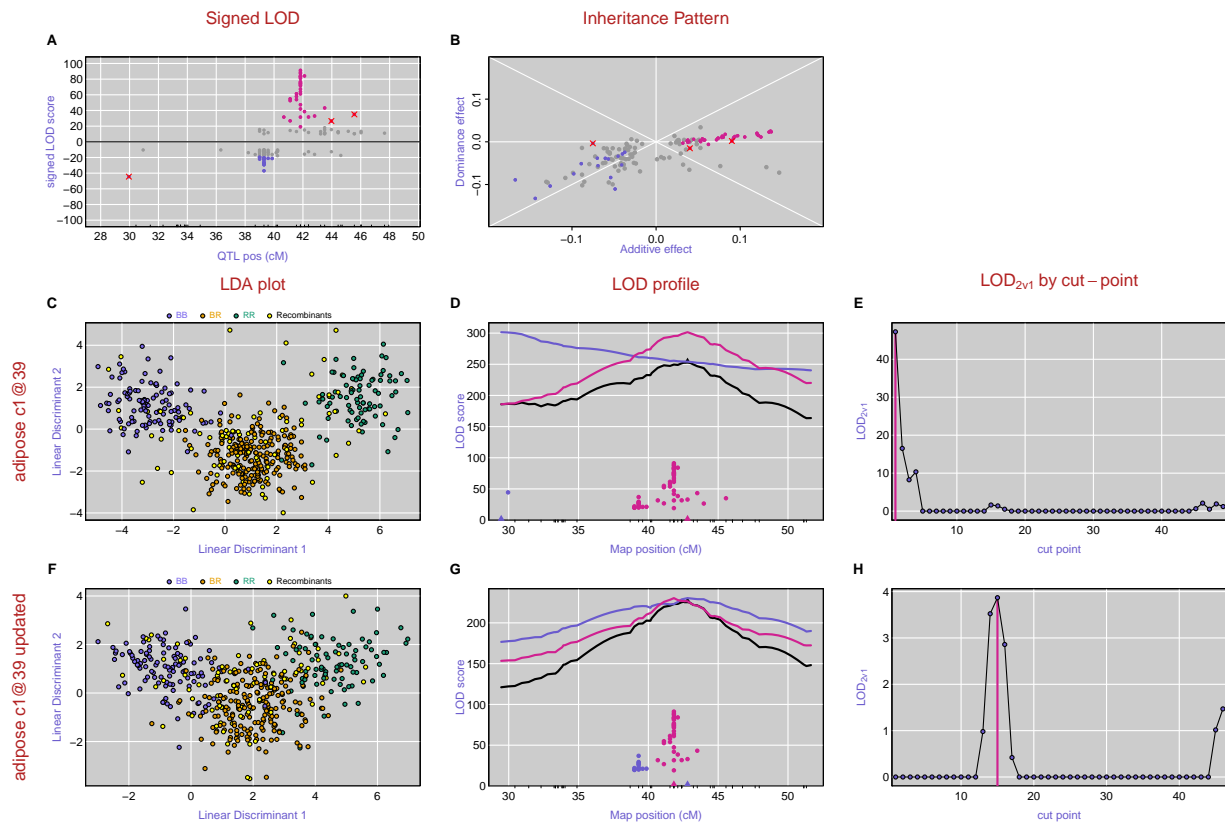 Signed LOD
Inheritance Pattern
A
B
signed LOD score
100
80
60
40
20
0
−20
−40
−60
−80
−100
28 30 32 34 36 38 40 42 44 46 48 50
QTL pos (cM)
Dominance effect
0.1
0.0
−0.1
−0.1 0.0 0.1
Additive effect
LDA plot
LOD profile
LOD2v1 by cut−point
C
D
E
BB BR RR Recombinants
adipose c1@39
Linear Discriminant 2
4
2
0
−2
−4
−4 −2 0 2 4 6
Linear Discriminant 1
LOD score
300
250
200
150
100
50
0
30 35 40 45 50
Map position (cM)
LOD2v1
40
30
20
10
0
10 20 30 40
cut point
F
G
H
BB BR RR Recombinants
adipose c1@39 updated
Linear Discriminant 2
4
2
0
−2
−2 0 2 4 6
Linear Discriminant 1
LOD score
200
150
100
50
0
30 35 40 45 50
Map position (cM)
LOD2v1
4
3
2
1
0
10 20 30 40
cut point